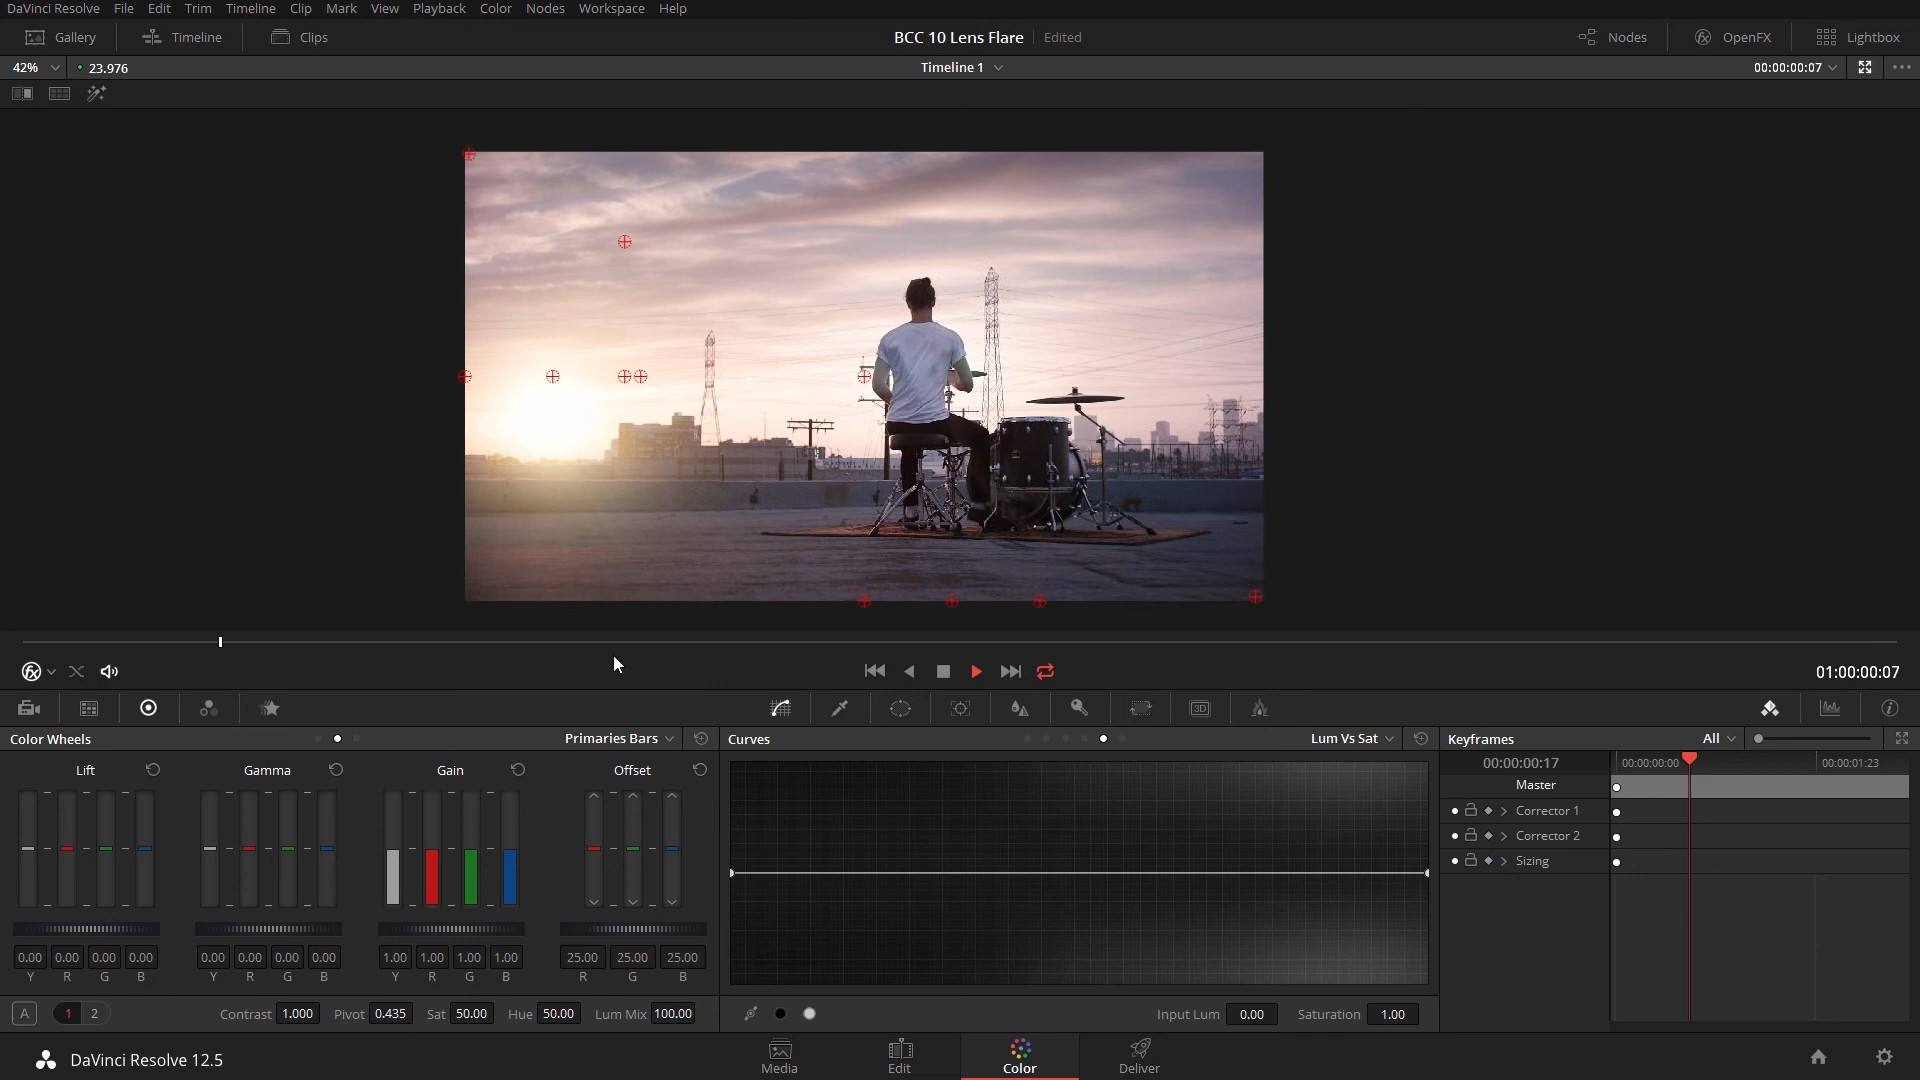 DaVinci Resolve File Edit Trim Timeline Clip Mark View Playback Color Nodes Workspace Help
Gallery Timeline Clips BCC 10 Lens Flare Edited Nodes OpenFX Lightbox
42% 23.976 Timeline 1 00:00:00:07
01:00:00:07
3D
Color Wheels Primaries Bars Curves Lum Vs Sat Keyframes All
Lift Gamma Gain Offset 00:00:00:17 00:00:00:00 00:00:01:23
Master
Corrector 1
Corrector 2
Sizing
0.00 0.00 0.00 0.00 0.00 0.00 0.00 0.00 1.00 1.00 1.00 1.00 25.00 25.00 25.00
Y R G B Y R G B Y R G B R G B
A 1 2 Contrast 1.000 Pivot 0.435 Sat 50.00 Hue 50.00 Lum Mix 100.00 Input Lum 0.00 Saturation 1.00
DaVinci Resolve 12.5 Media Edit Color Deliver